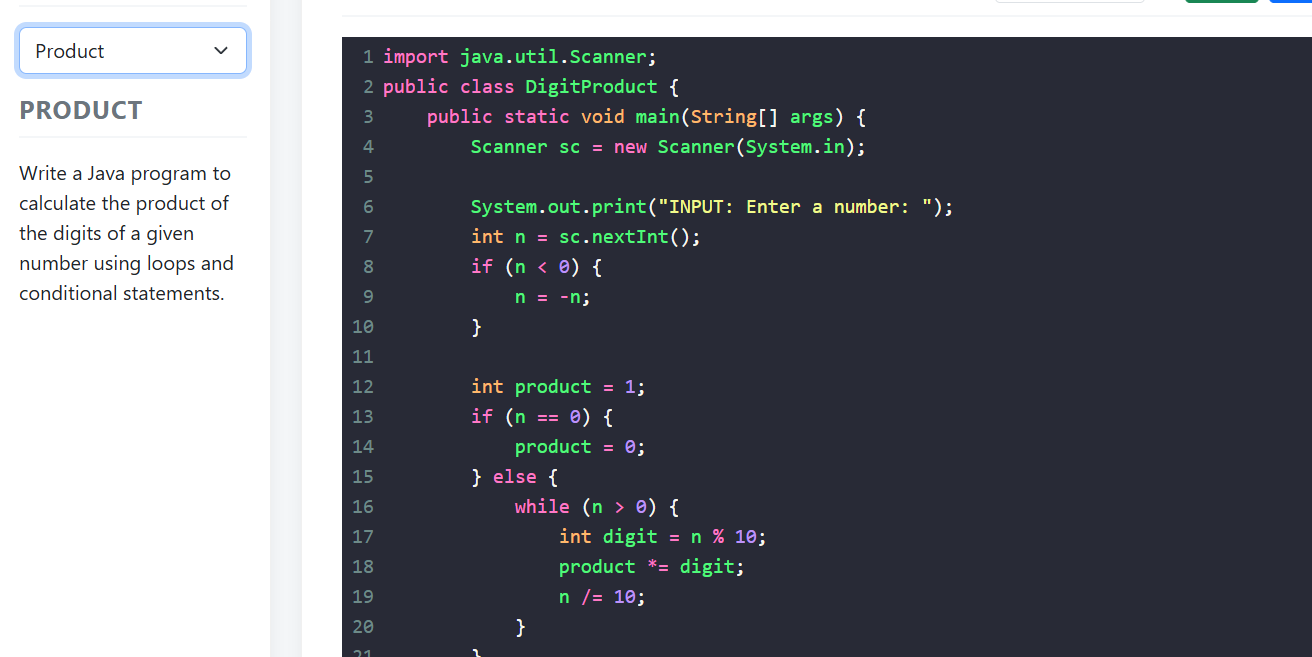 Product
PRODUCT
Write a Java program to
calculate the product of
the digits of a given
number using loops and
conditional statements.
1 import java.util.Scanner;
2 public class DigitProduct {
3     public static void main(String[] args) {
4         Scanner sc = new Scanner(System.in);
5
6         System.out.print("INPUT: Enter a number: ");
7         int n = sc.nextInt();
8         if (n < 0) {
9             n = -n;
10         }
11
12         int product = 1;
13         if (n == 0) {
14             product = 0;
15         } else {
16             while (n > 0) {
17                 int digit = n % 10;
18                 product *= digit;
19                 n /= 10;
20             }
21         }